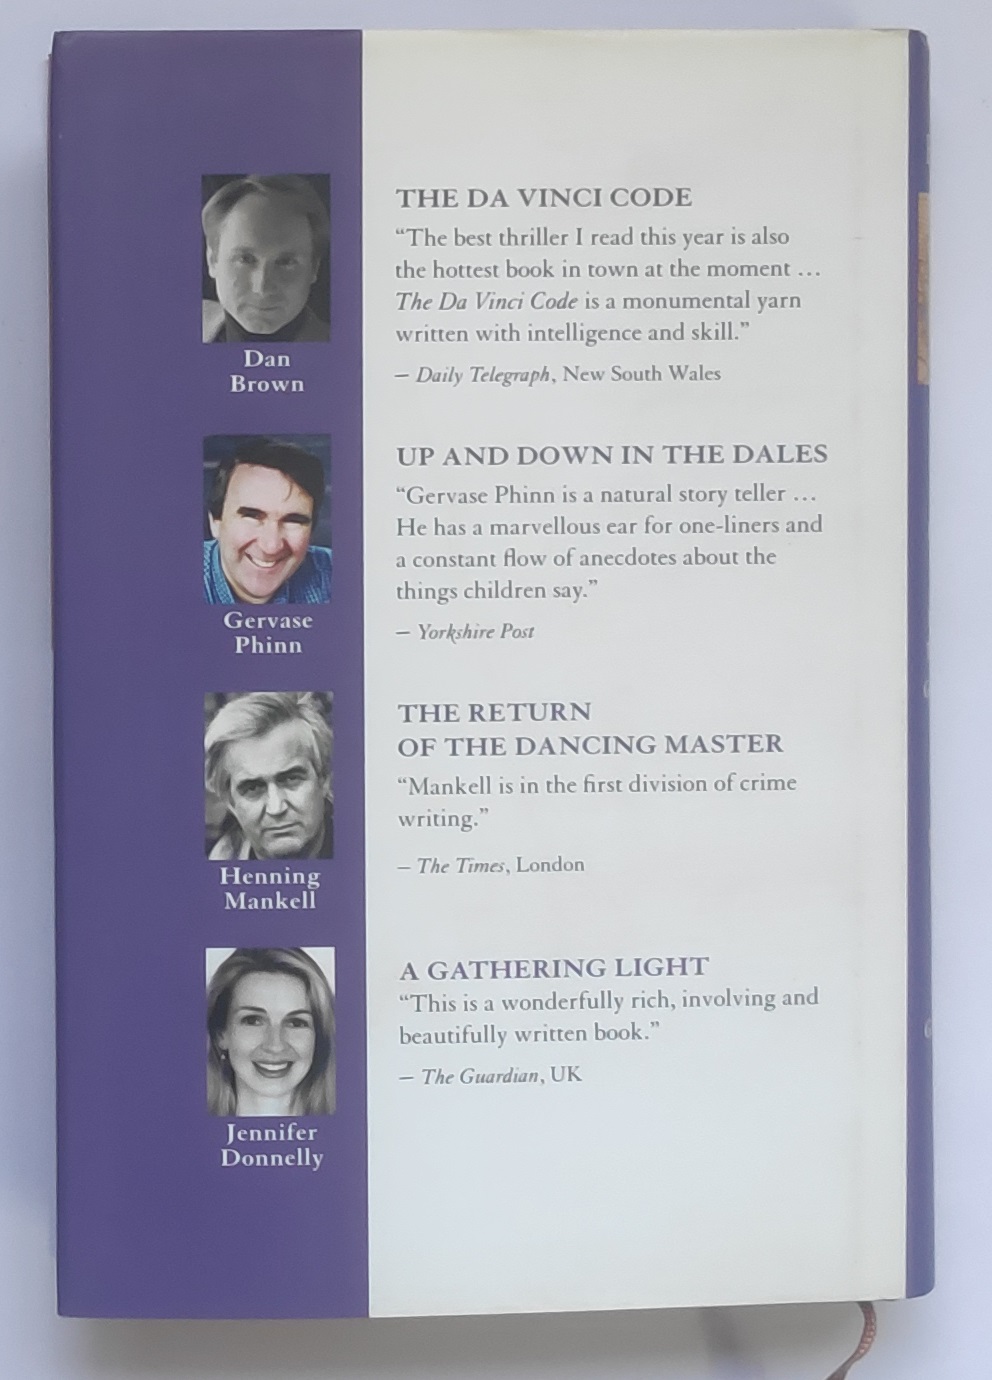 THE DA VINCI CODE
“The best thriller I read this year is also
the hottest book in town at the moment …
The Da Vinci Code is a monumental yarn
written with intelligence and skill.”
– Daily Telegraph, New South Wales
Dan
Brown
UP AND DOWN IN THE DALES
“Gervase Phinn is a natural story teller …
He has a marvellous ear for one-liners and
a constant flow of anecdotes about the
things children say.”
– Yorkshire Post
Gervase
Phinn
THE RETURN
OF THE DANCING MASTER
“Mankell is in the first division of crime
writing.”
– The Times, London
Henning
Mankell
A GATHERING LIGHT
“This is a wonderfully rich, involving and
beautifully written book.”
– The Guardian, UK
Jennifer
Donnelly